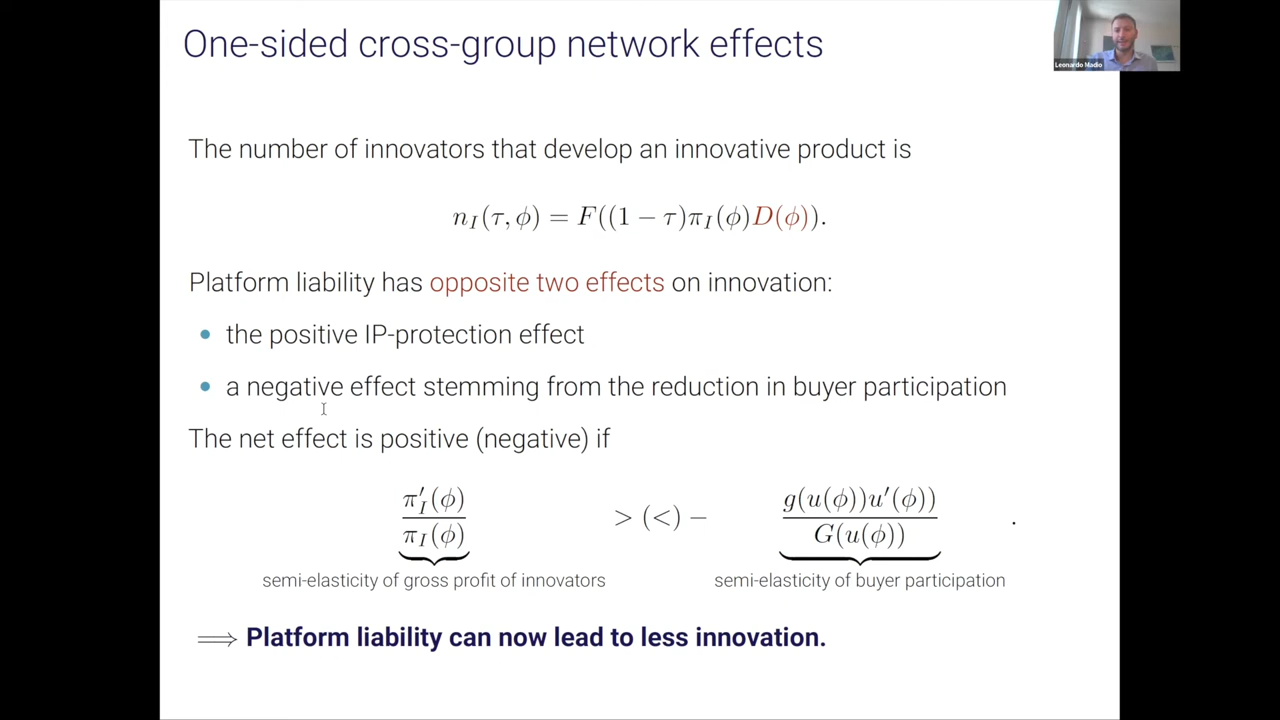 One-sided cross-group network effects
Leonardo Madio
The number of innovators that develop an innovative product is
n_I(τ, ϕ) = F((1 − τ)π_I(ϕ)D(ϕ)).
Platform liability has opposite two effects on innovation:
• the positive IP-protection effect
• a negative effect stemming from the reduction in buyer participation
The net effect is positive (negative) if
π′_I(ϕ) / π_I(ϕ) > (<) − g(u(ϕ))u′(ϕ)) / G(u(ϕ)) .
semi-elasticity of gross profit of innovators semi-elasticity of buyer participation
⟹ Platform liability can now lead to less innovation.